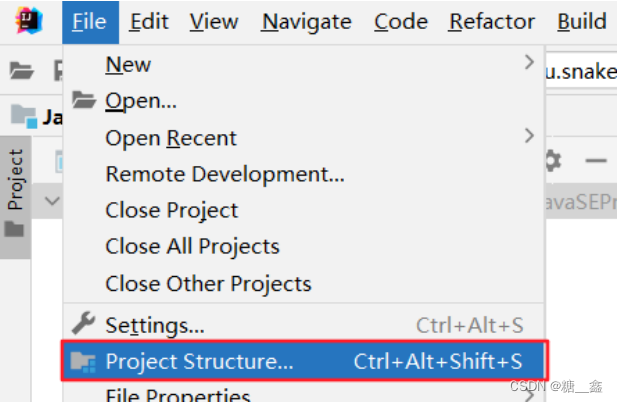 File Edit View Navigate Code Refactor Build
New
u.snake
Open...
Ja
Open Recent
Project
Remote Development...
Close Project
avaSEPr
Close All Projects
Close Other Projects
Settings... Ctrl+Alt+S
Project Structure... Ctrl+Alt+Shift+S
File Properties
CSDN @糖__鑫